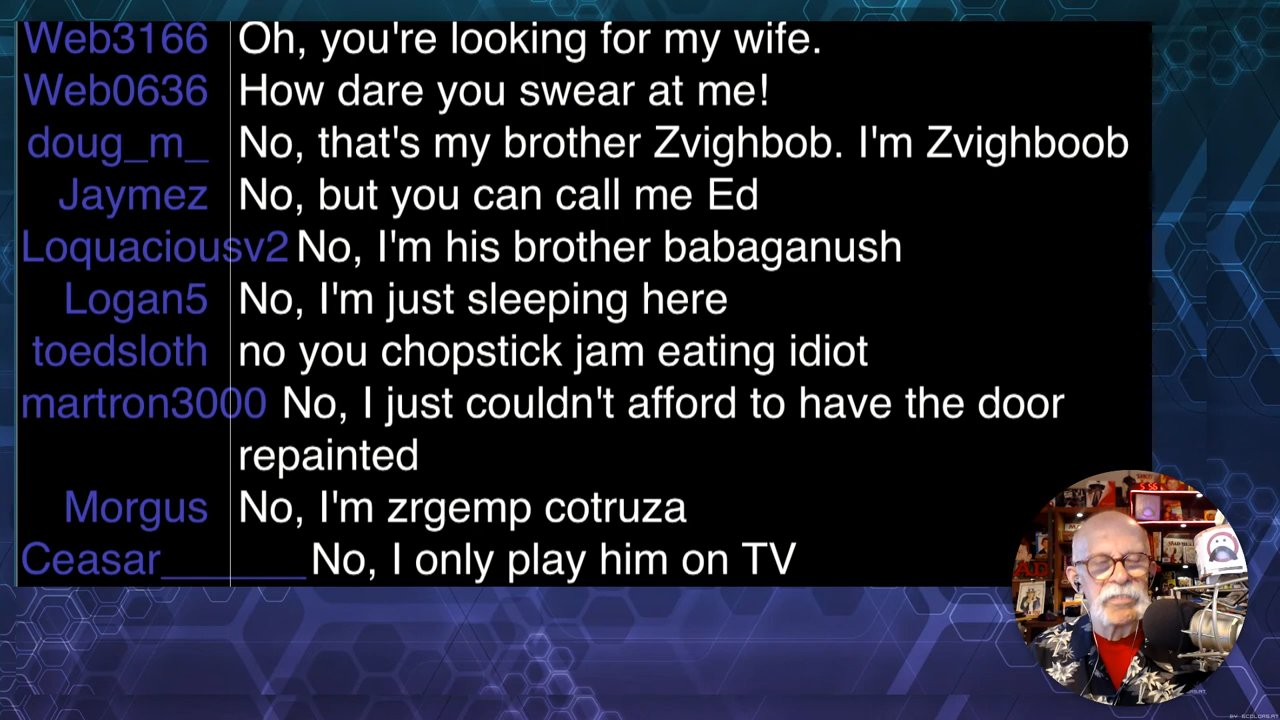 Web3166 Oh, you're looking for my wife.
Web0636 How dare you swear at me!
doug_m_ No, that's my brother Zvighbob. I'm Zvighboob
Jaymez No, but you can call me Ed
Loquaciousv2 No, I'm his brother babaganush
Logan5 No, I'm just sleeping here
toedsloth no you chopstick jam eating idiot
martron3000 No, I just couldn't afford to have the door
repainted
Morgus No, I'm zrgemp cotruza
Ceasar______ No, I only play him on TV